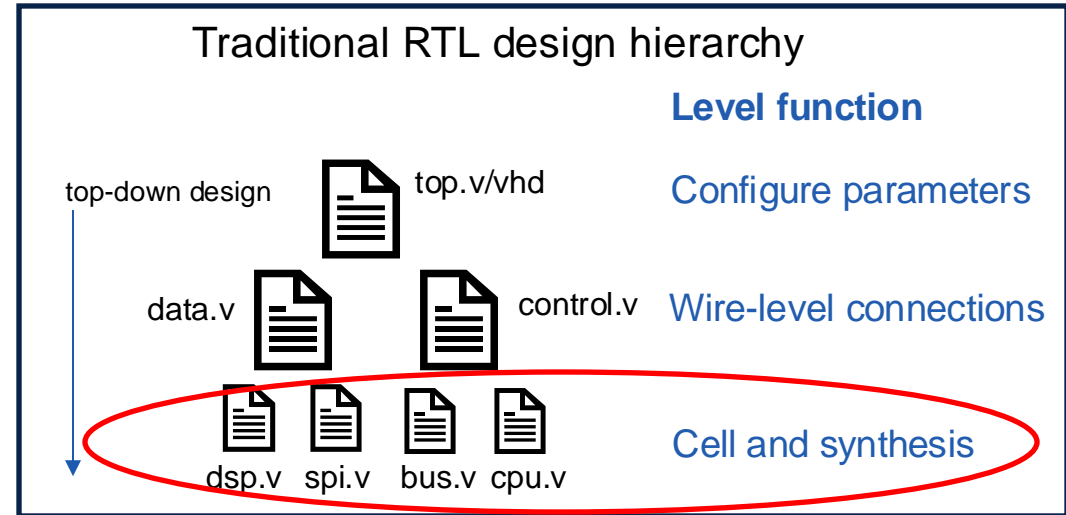 Traditional RTL design hierarchy
Level function
top-down design
top.v/vhd
Configure parameters
data.v
control.v
Wire-level connections
Cell and synthesis
dsp.v spi.v bus.v cpu.v